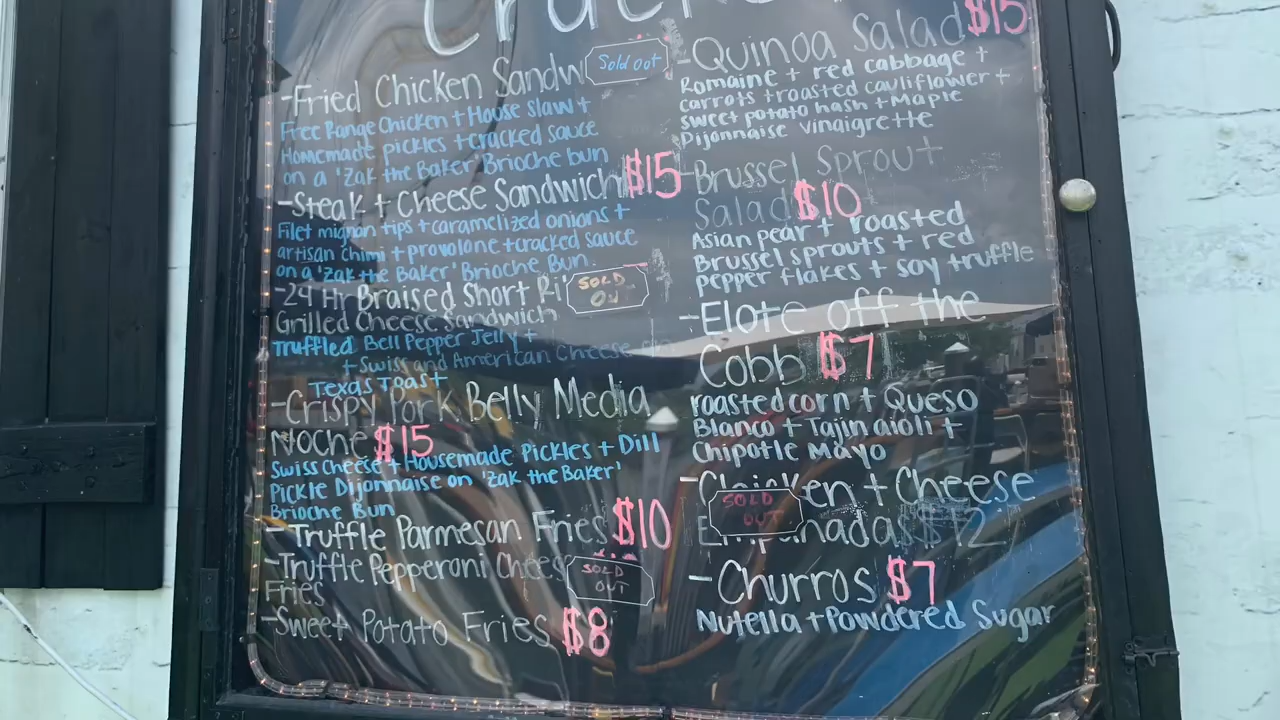 -Fried Chicken Sandw
Sold out
Free Range Chicken + House slaw +
Homemade pickles + cracked sauce
on a 'Zak the Baker' Brioche bun
-Steak + Cheese Sandwich $15
Filet mignon tips + caramelized onions +
artisan chimi + provolone + cracked sauce
on a 'Zak the Baker' Brioche Bun.
-24 Hr Braised Short Ri
SOLD
OUT
Grilled Cheese Sandwich
Truffled Bell Pepper Jelly +
+ Swiss and American Cheese
Texas Toast
-Crispy Pork Belly Media
Noche $15
Swiss Cheese + Housemade Pickles + Dill
Pickle Dijonnaise on 'Zak the Baker'
Brioche Bun
-Truffle Parmesan Fries $10
-Truffle Pepperoni Chees
SOLD
OUT
Fries
-Sweet Potato Fries $8
-Quinoa Salad $15
Romaine + red cabbage +
carrots + roasted cauliflower +
sweet potato hash + Maple
Dijonnaise vinaigrette
-Brussel Sprout
Salad $10
Asian pear + roasted
Brussel sprouts + red
pepper flakes + soy truffle
-Elote off the
Cobb $7
roasted corn + Queso
Blanco + Tajin aioli +
Chipotle Mayo
-Chicken + Cheese
SOLD
OUT
Empanadas $12
-Churros $7
Nutella + Powdered Sugar